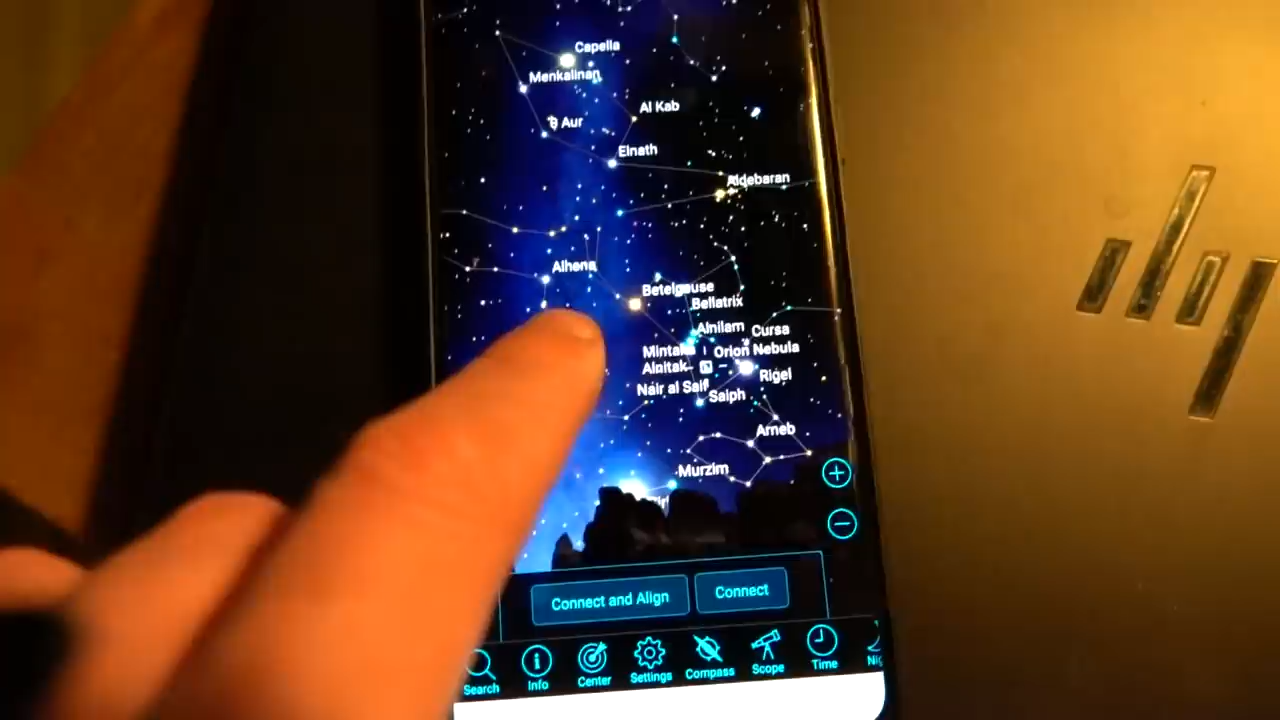 Capella
Menkalinan
Al Kab
θ Aur
Elnath
Aldebaran
Alhena
Betelgeuse
Bellatrix
Alnilam
Cursa
Mintaka
Orion Nebula
Alnitak
Rigel
Nair al Saif
Saiph
Arneb
Murzim
Connect and Align
Connect
Search
Info
Center
Settings
Compass
Scope
Time